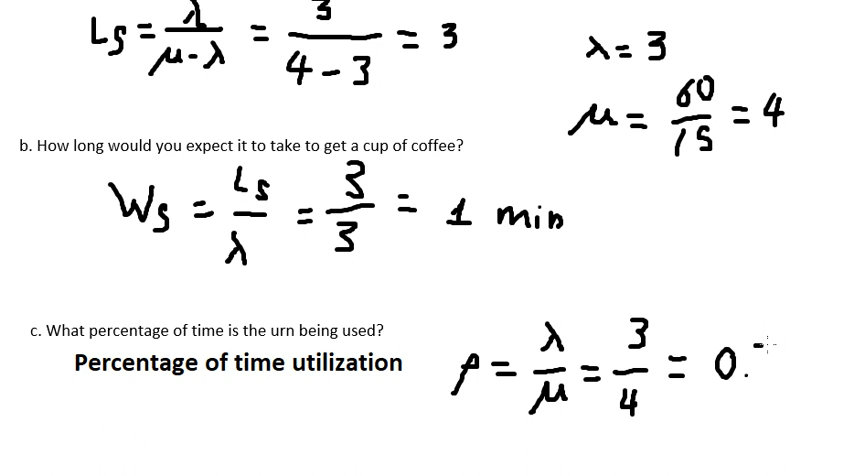 Ls = λ/(μ-λ) = 3/(4-3) = 3
λ = 3
μ = 60/15 = 4
b. How long would you expect it to take to get a cup of coffee?
Ws = Ls/λ = 3/3 = 1 min
c. What percentage of time is the urn being used?
Percentage of time utilization
ρ = λ/μ = 3/4 = 0.